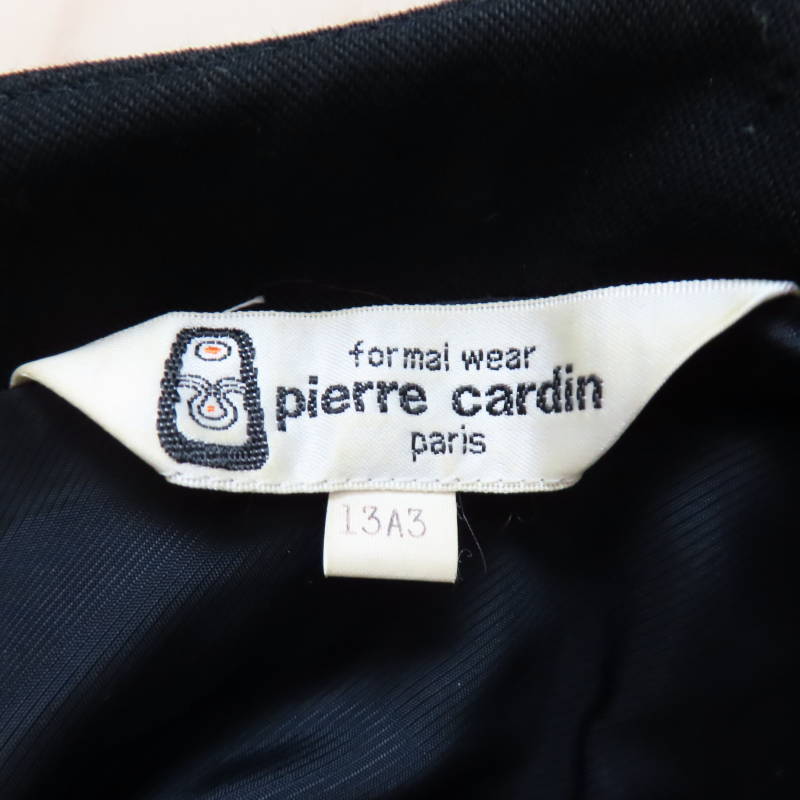 formal wear
pierre cardin
paris
13A3